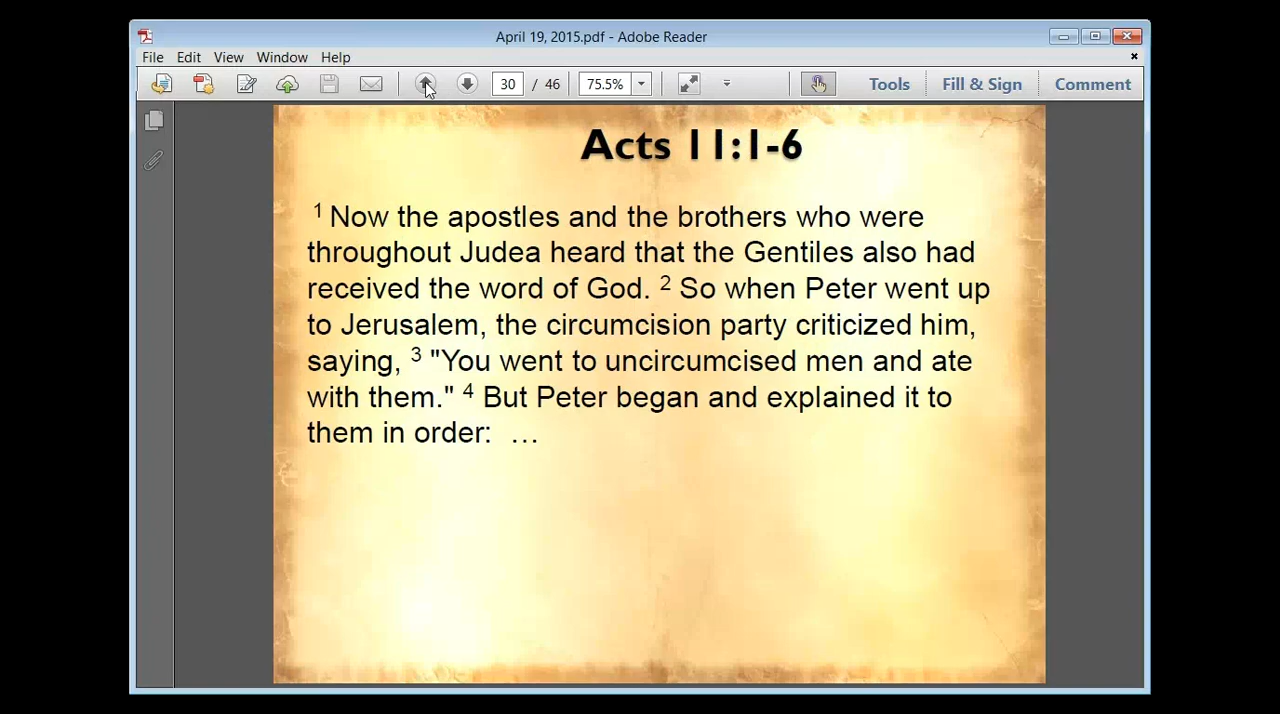 April 19, 2015.pdf - Adobe Reader
File Edit View Window Help
30 / 46 75.5% Tools Fill & Sign Comment
Acts 11:1-6
1 Now the apostles and the brothers who were
throughout Judea heard that the Gentiles also had
received the word of God. 2 So when Peter went up
to Jerusalem, the circumcision party criticized him,
saying, 3 "You went to uncircumcised men and ate
with them." 4 But Peter began and explained it to
them in order: …